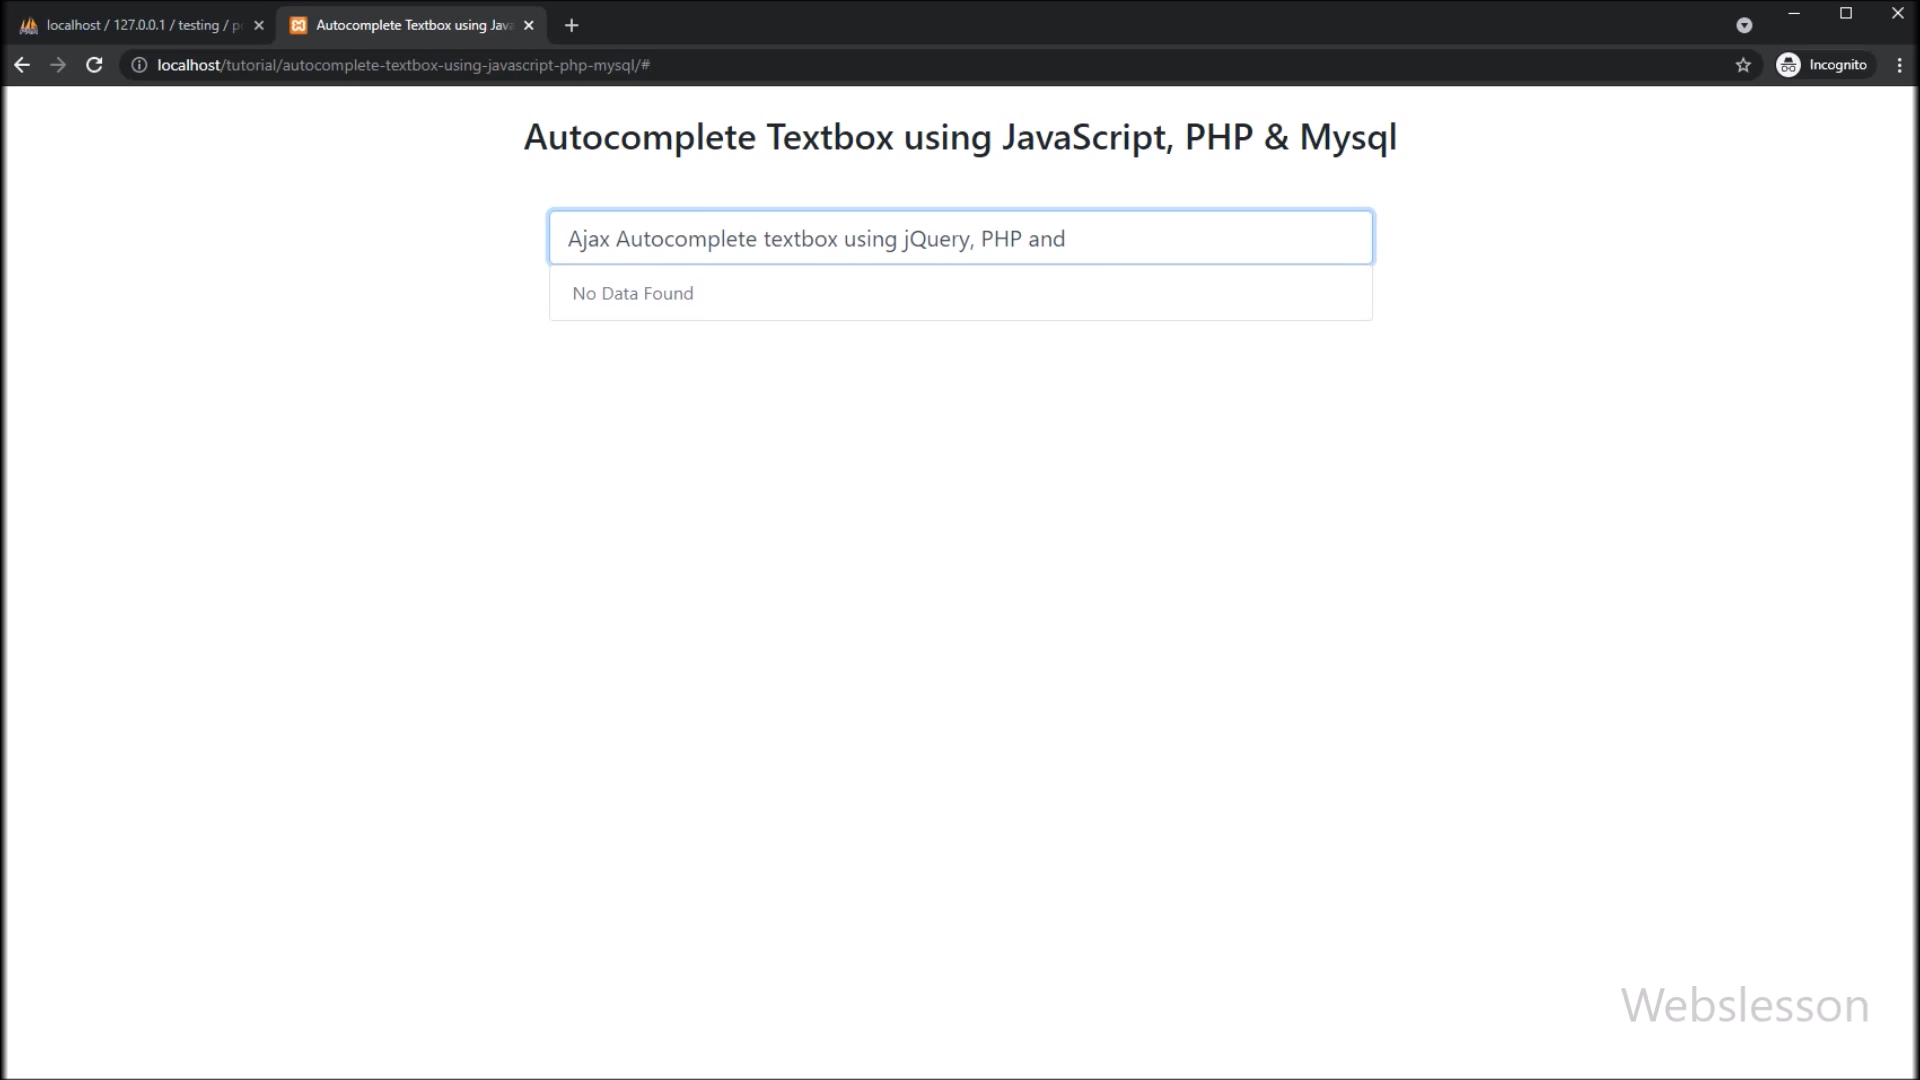 localhost / 127.0.0.1 / testing /
Autocomplete Textbox using Jav
localhost/tutorial/autocomplete-textbox-using-javascript-php-mysql/#
Incognito
Autocomplete Textbox using JavaScript, PHP & Mysql
Ajax Autocomplete textbox using jQuery, PHP and
No Data Found
Webslesson